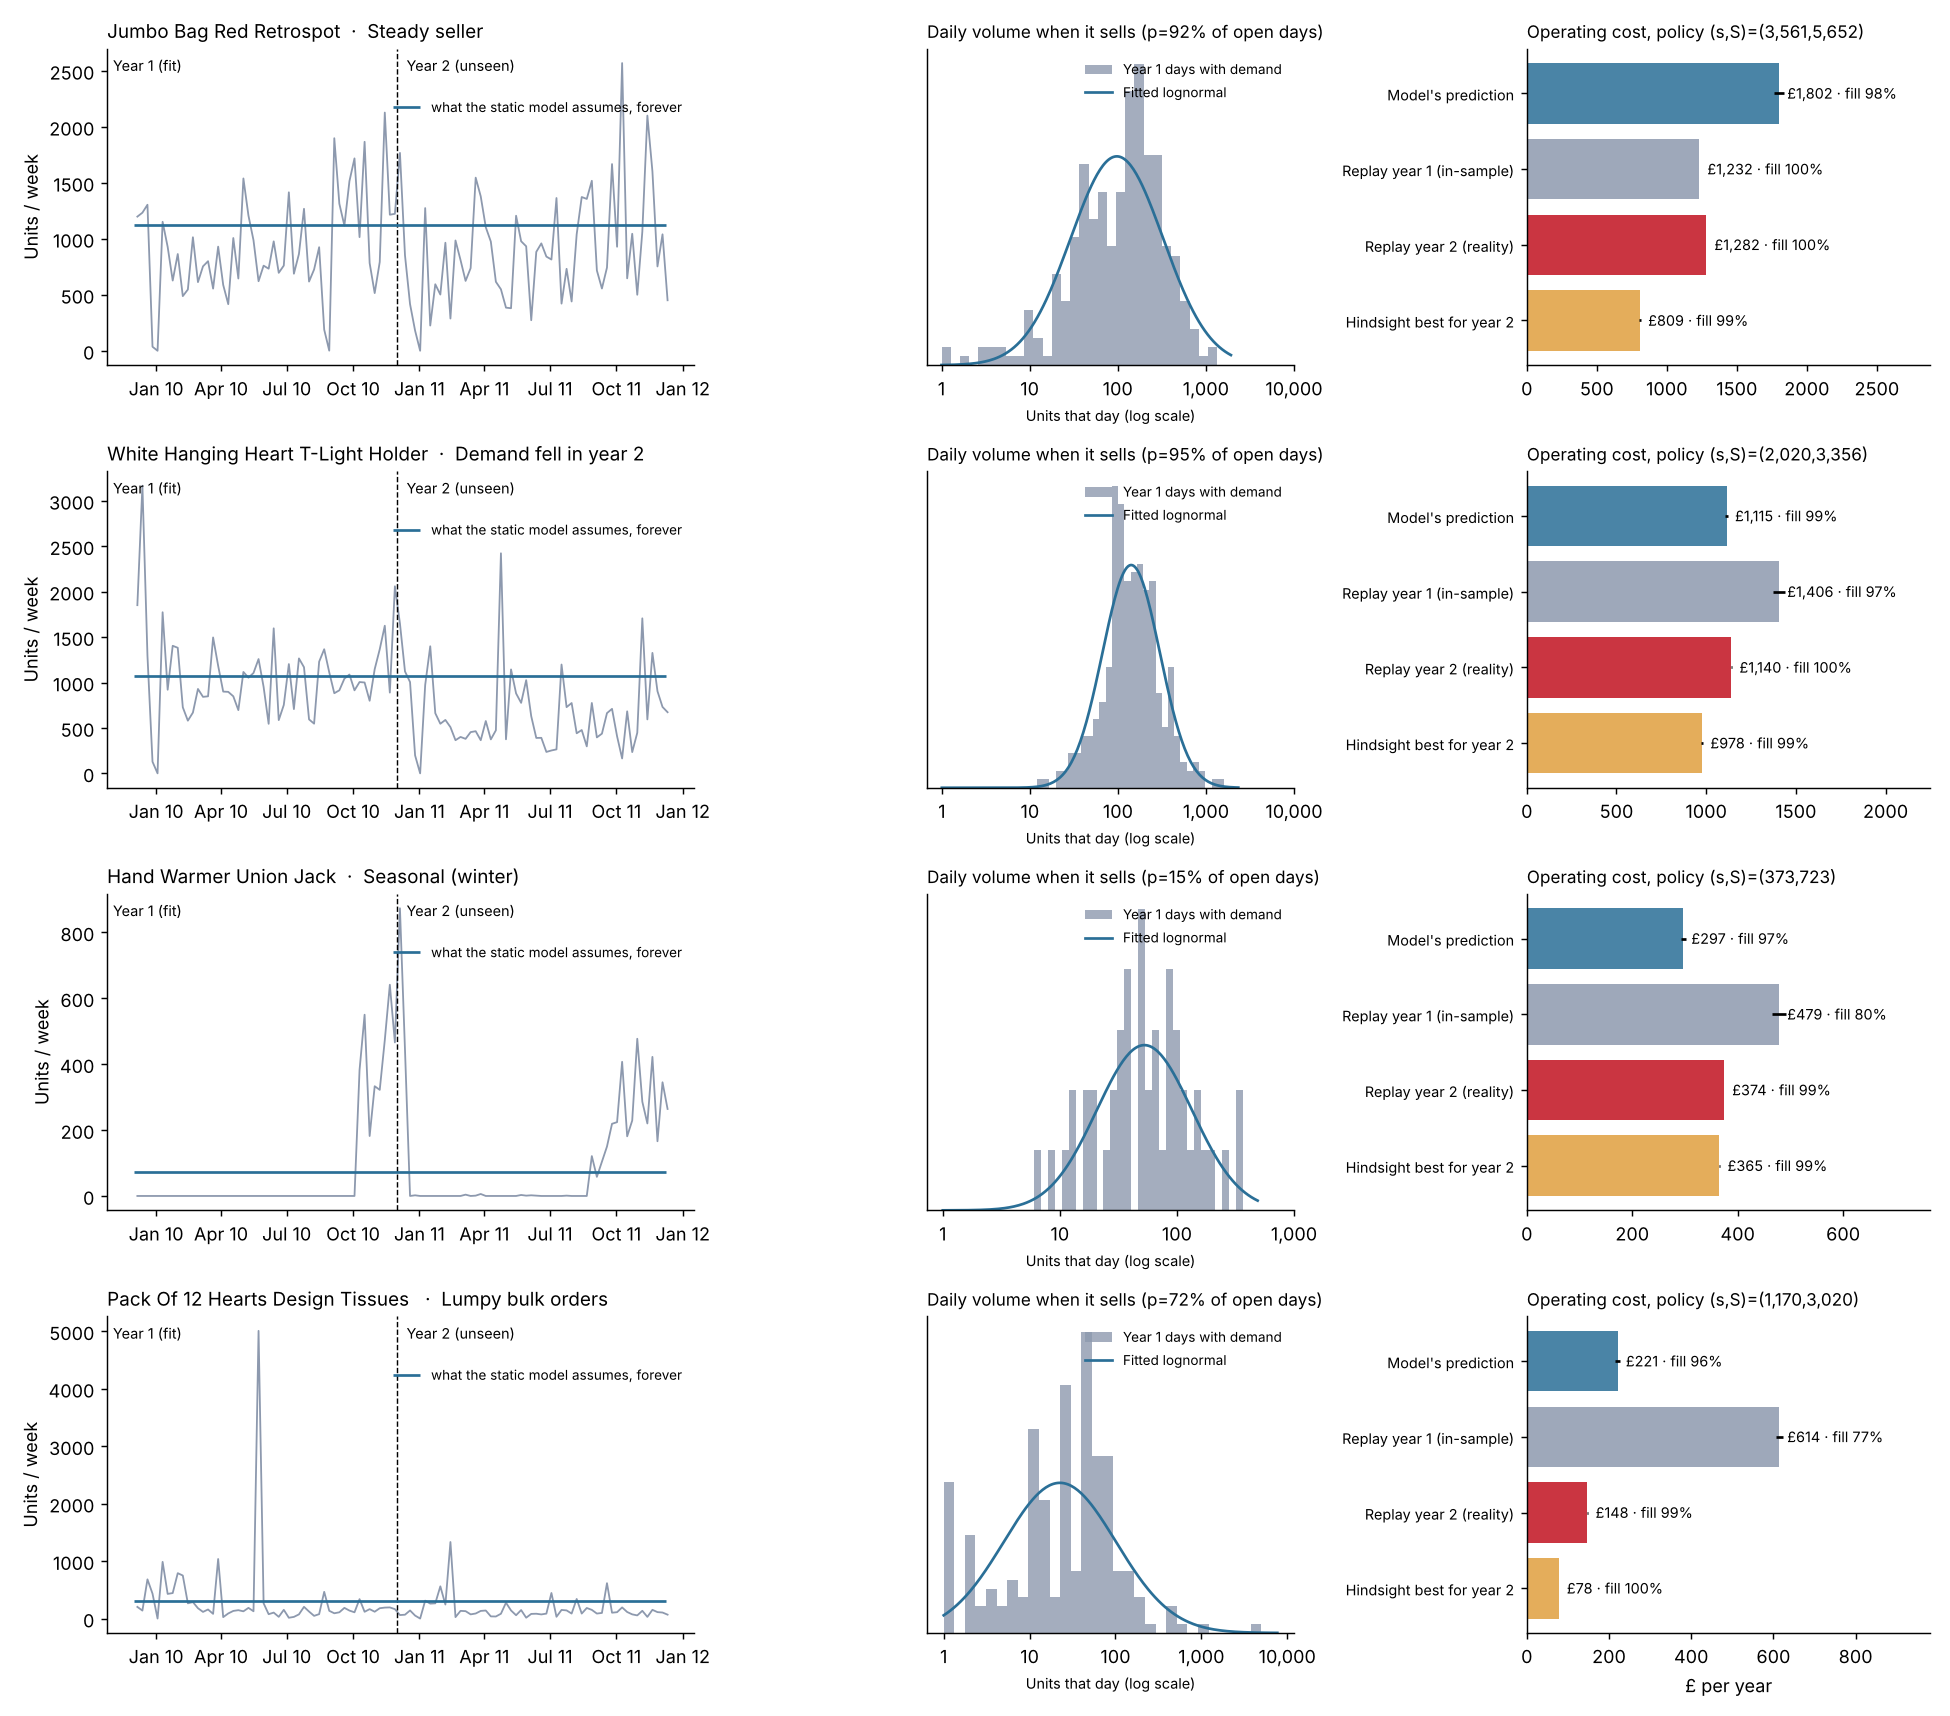 Jumbo Bag Red Retrospot · Steady seller
Year 1 (fit)
Year 2 (unseen)
what the static model assumes, forever
Units / week
2500
2000
1500
1000
500
0
Jan 10 Apr 10 Jul 10 Oct 10 Jan 11 Apr 11 Jul 11 Oct 11 Jan 12
Daily volume when it sells (p=92% of open days)
Year 1 days with demand
Fitted lognormal
1 10 100 1,000 10,000
Units that day (log scale)
Operating cost, policy (s,S)=(3,561,5,652)
Model's prediction £1,802 · fill 98%
Replay year 1 (in-sample) £1,232 · fill 100%
Replay year 2 (reality) £1,282 · fill 100%
Hindsight best for year 2 £809 · fill 99%
0 500 1000 1500 2000 2500
White Hanging Heart T-Light Holder · Demand fell in year 2
Year 1 (fit)
Year 2 (unseen)
what the static model assumes, forever
Units / week
3000
2500
2000
1500
1000
500
0
Jan 10 Apr 10 Jul 10 Oct 10 Jan 11 Apr 11 Jul 11 Oct 11 Jan 12
Daily volume when it sells (p=95% of open days)
Year 1 days with demand
Fitted lognormal
1 10 100 1,000 10,000
Units that day (log scale)
Operating cost, policy (s,S)=(2,020,3,356)
Model's prediction £1,115 · fill 99%
Replay year 1 (in-sample) £1,406 · fill 97%
Replay year 2 (reality) £1,140 · fill 100%
Hindsight best for year 2 £978 · fill 99%
0 500 1000 1500 2000
Hand Warmer Union Jack · Seasonal (winter)
Year 1 (fit)
Year 2 (unseen)
what the static model assumes, forever
Units / week
800
600
400
200
0
Jan 10 Apr 10 Jul 10 Oct 10 Jan 11 Apr 11 Jul 11 Oct 11 Jan 12
Daily volume when it sells (p=15% of open days)
Year 1 days with demand
Fitted lognormal
1 10 100 1,000
Units that day (log scale)
Operating cost, policy (s,S)=(373,723)
Model's prediction £297 · fill 97%
Replay year 1 (in-sample) £479 · fill 80%
Replay year 2 (reality) £374 · fill 99%
Hindsight best for year 2 £365 · fill 99%
0 200 400 600
Pack Of 12 Hearts Design Tissues · Lumpy bulk orders
Year 1 (fit)
Year 2 (unseen)
what the static model assumes, forever
Units / week
5000
4000
3000
2000
1000
0
Jan 10 Apr 10 Jul 10 Oct 10 Jan 11 Apr 11 Jul 11 Oct 11 Jan 12
Daily volume when it sells (p=72% of open days)
Year 1 days with demand
Fitted lognormal
1 10 100 1,000 10,000
Units that day (log scale)
Operating cost, policy (s,S)=(1,170,3,020)
Model's prediction £221 · fill 96%
Replay year 1 (in-sample) £614 · fill 77%
Replay year 2 (reality) £148 · fill 99%
Hindsight best for year 2 £78 · fill 100%
0 200 400 600 800
£ per year